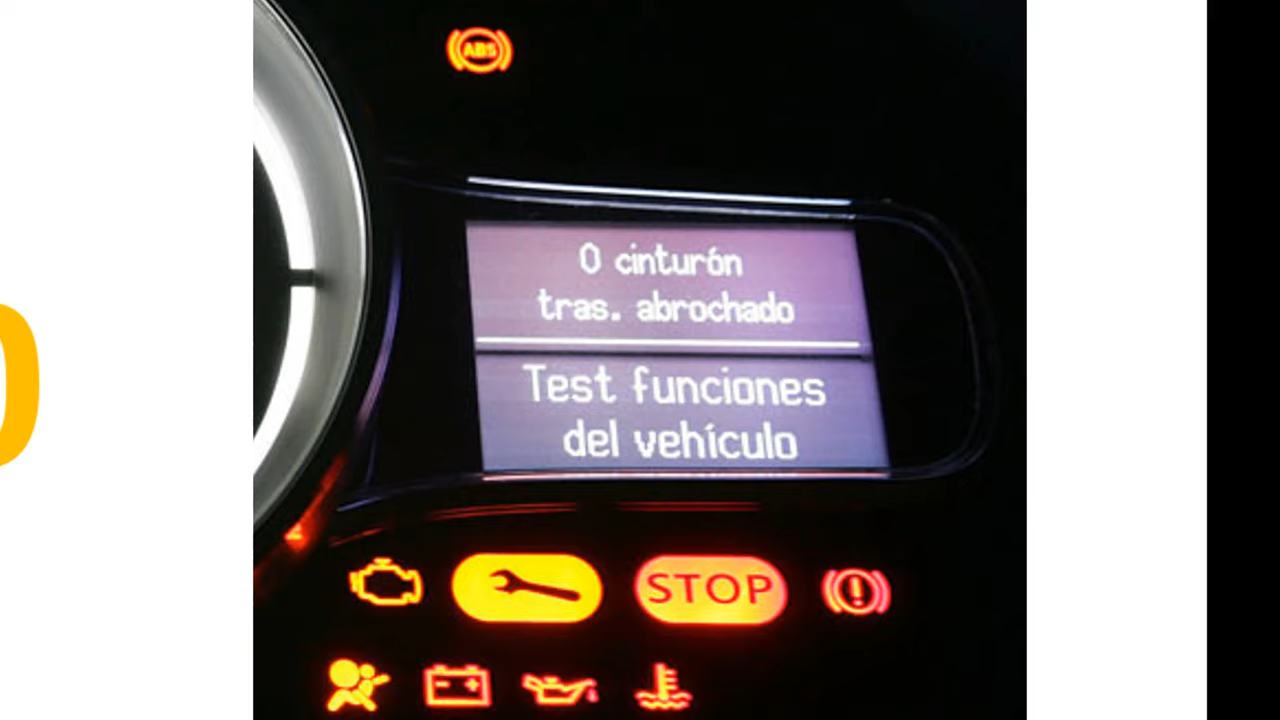 ABS
0 cinturón
tras. abrochado
Test funciones
del vehículo
STOP